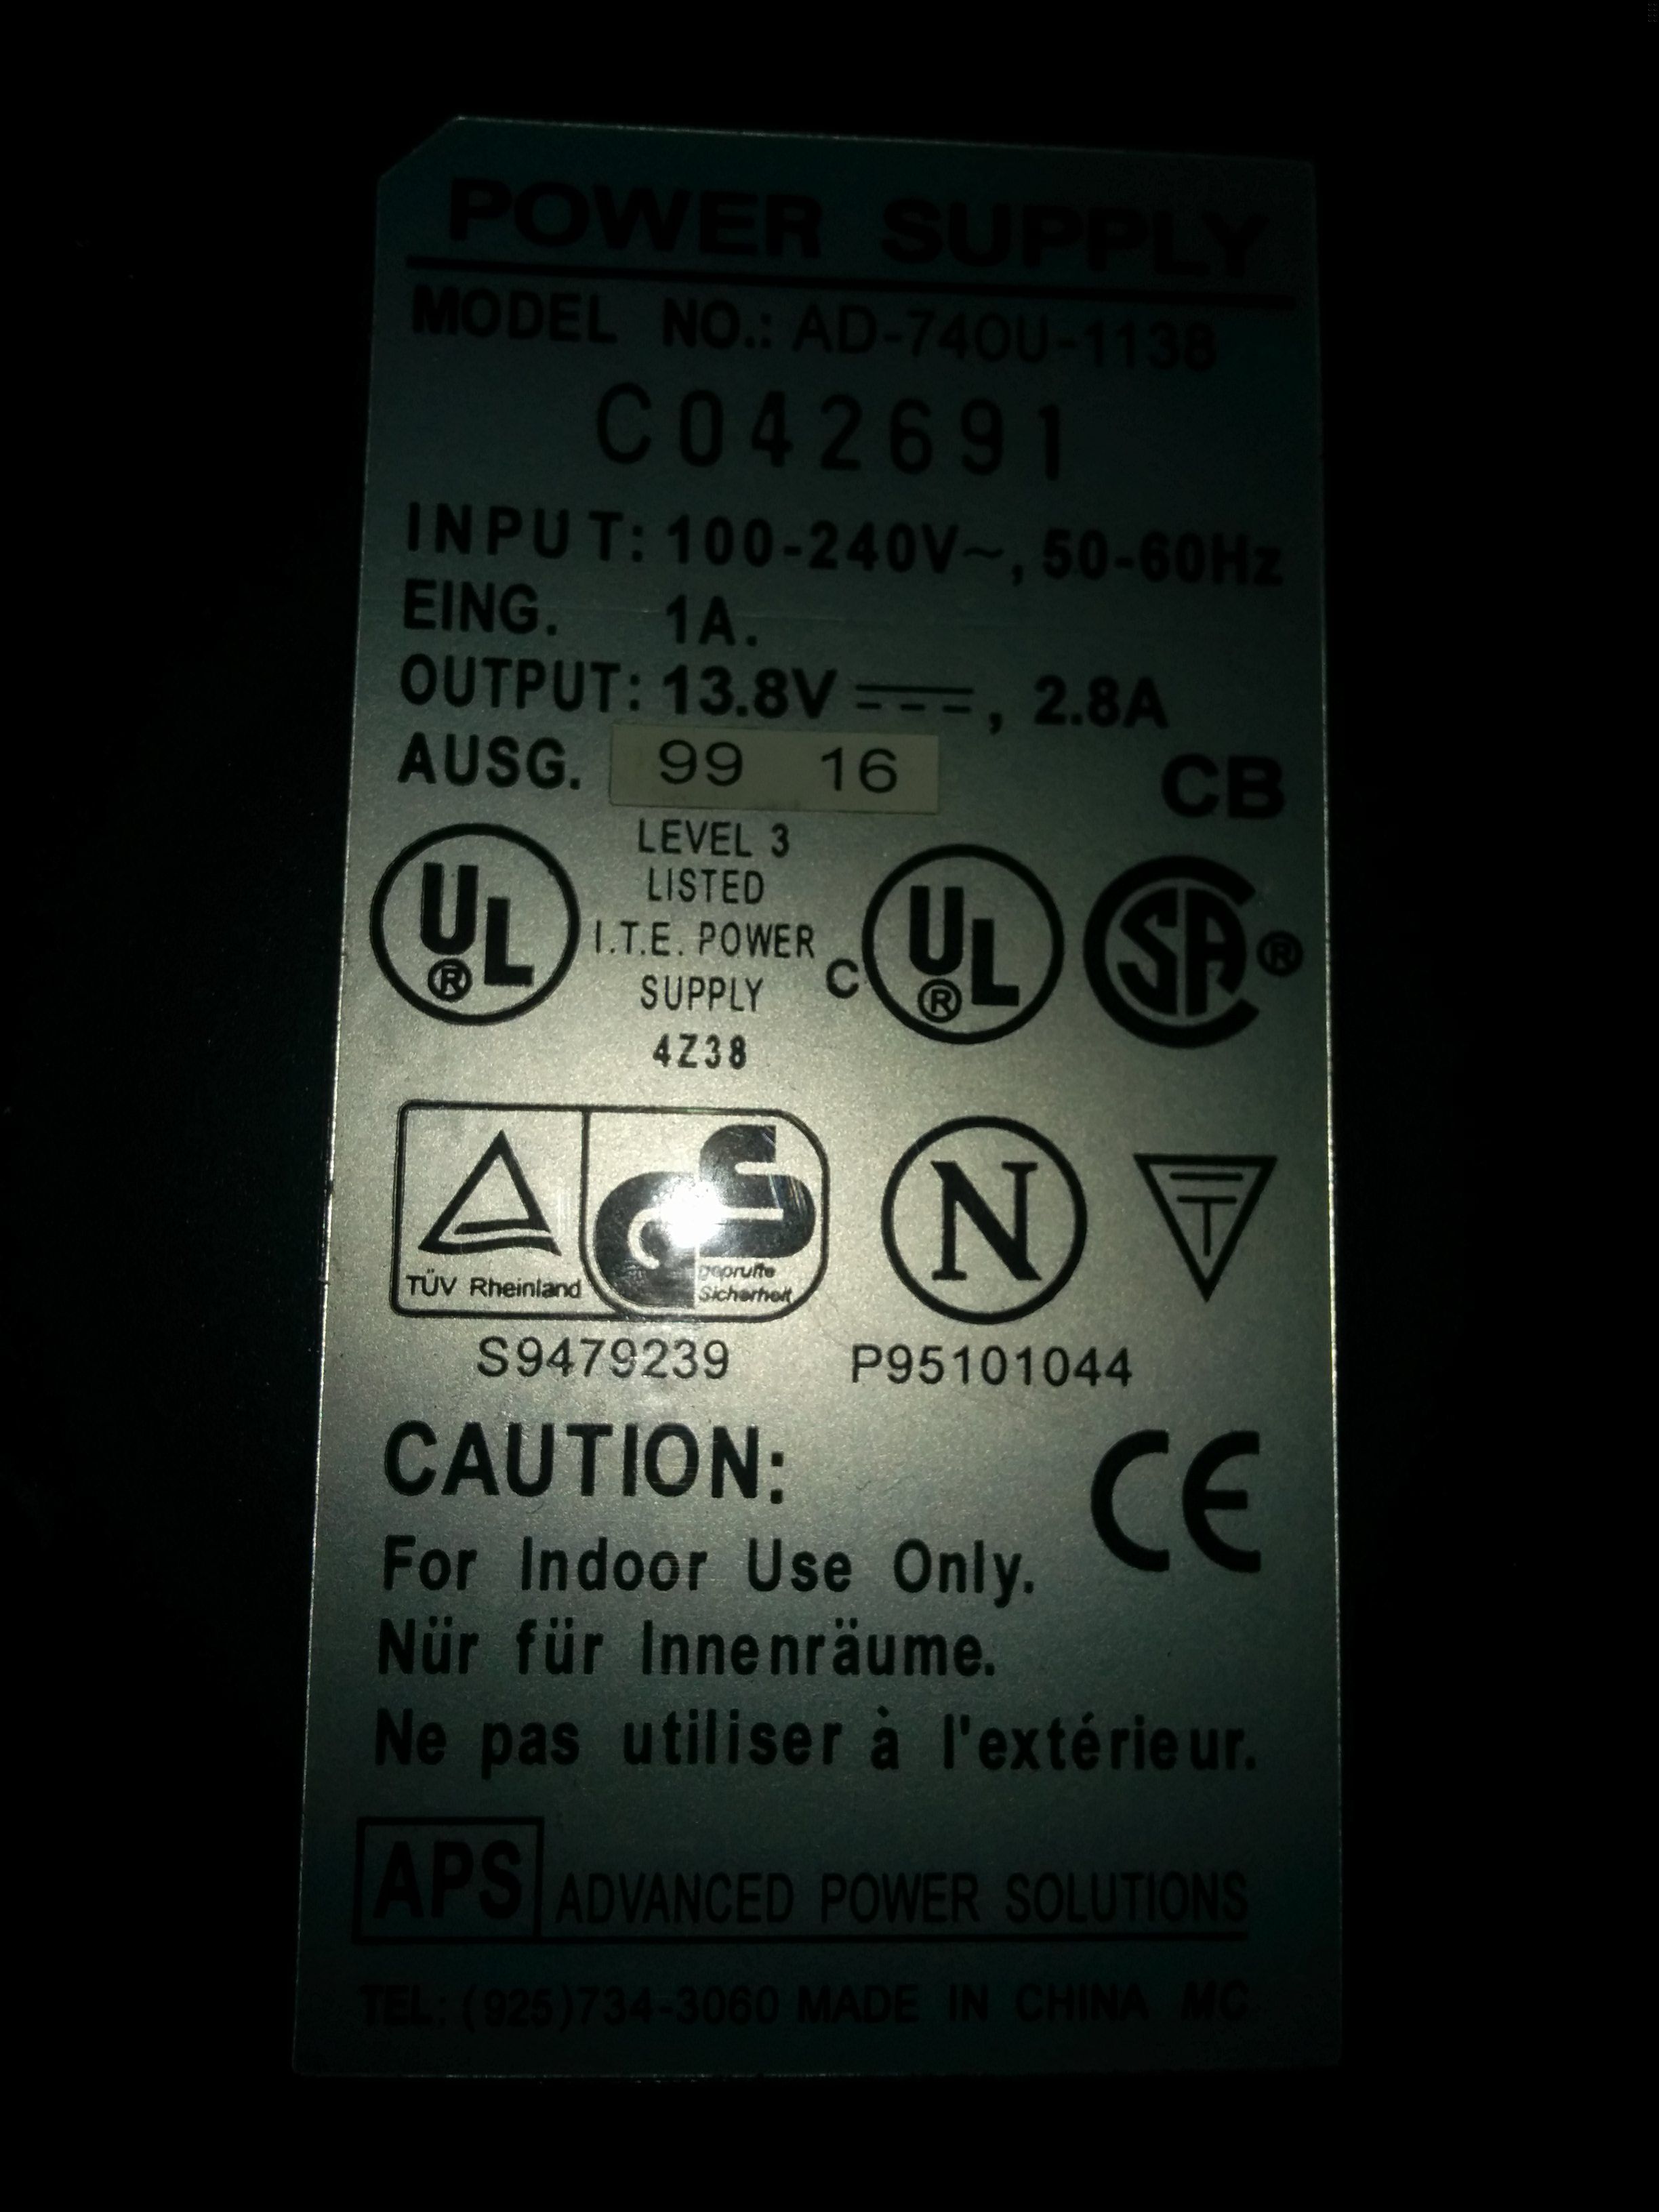 POWER SUPPLY
MODEL NO.: AD-740U-1138
C042691
INPUT: 100-240V~, 50-60Hz
EING. 1A.
OUTPUT: 13.8V ⎓, 2.8A
AUSG. 99 16
CB
UL®
LEVEL 3
LISTED
I.T.E. POWER
SUPPLY
4Z38
C UL®
SA®
TÜV Rheinland
GS
geprüfte
Sicherheit
N
T
S9479239
P95101044
CAUTION:
CE
For Indoor Use Only.
Nür für Innenräume.
Ne pas utiliser à l'extérieur.
APS ADVANCED POWER SOLUTIONS
TEL: (925)734-3060 MADE IN CHINA MC